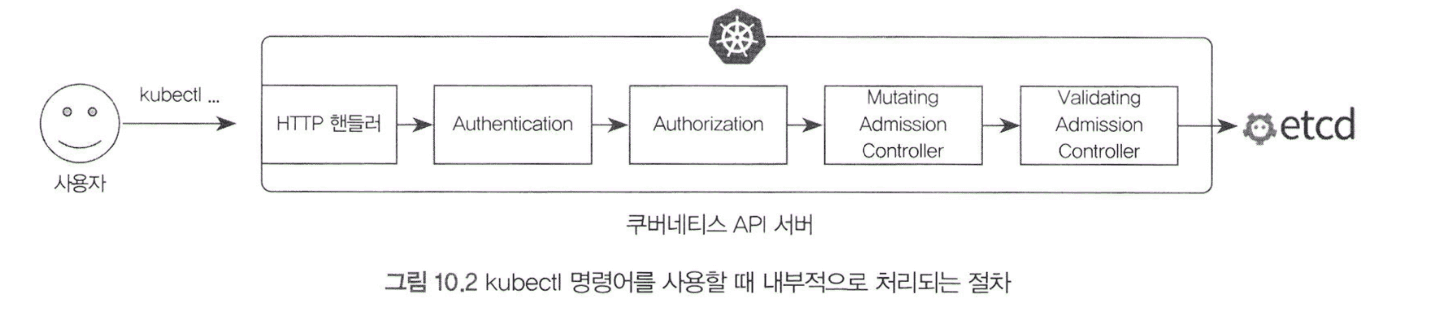 kubectl ...
HTTP 핸들러
Authentication
Authorization
Mutating
Admission
Controller
Validating
Admission
Controller
etcd
사용자
쿠버네티스 API 서버
그림 10.2 kubectl 명령어를 사용할 때 내부적으로 처리되는 절차